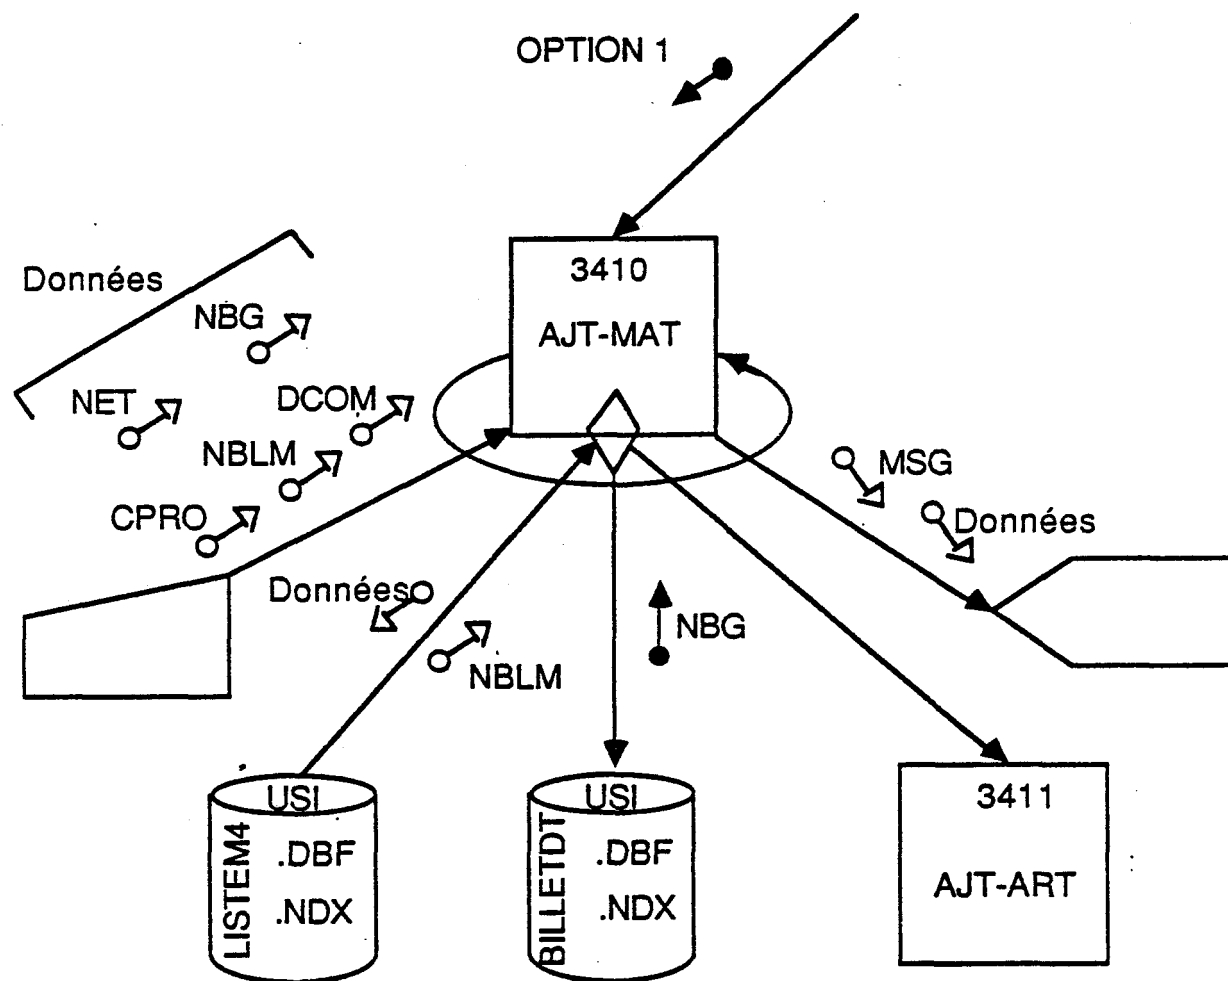 OPTION 1
3410
AJT-MAT
Données
NBG
NET
DCOM
NBLM
CPRO
MSG
Données
Données
NBLM
NBG
USI
LISTEM4
.DBF
.NDX
USI
BILLETDT
.DBF
.NDX
3411
AJT-ART